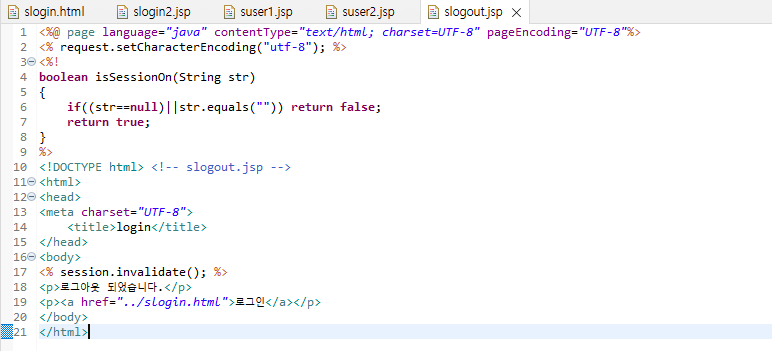 slogin.html slogin2.jsp suser1.jsp suser2.jsp slogout.jsp
1 <%@ page language="java" contentType="text/html; charset=UTF-8" pageEncoding="UTF-8"%>
2 <% request.setCharacterEncoding("utf-8"); %>
3 <%!
4 boolean isSessionOn(String str)
5 {
6     if((str==null)||str.equals("")) return false;
7     return true;
8 }
9 %>
10 <!DOCTYPE html> <!-- slogout.jsp -->
11 <html>
12 <head>
13 <meta charset="UTF-8">
14     <title>login</title>
15 </head>
16 <body>
17 <% session.invalidate(); %>
18 <p>로그아웃 되었습니다.</p>
19 <p><a href="../slogin.html">로그인</a></p>
20 </body>
21 </html>